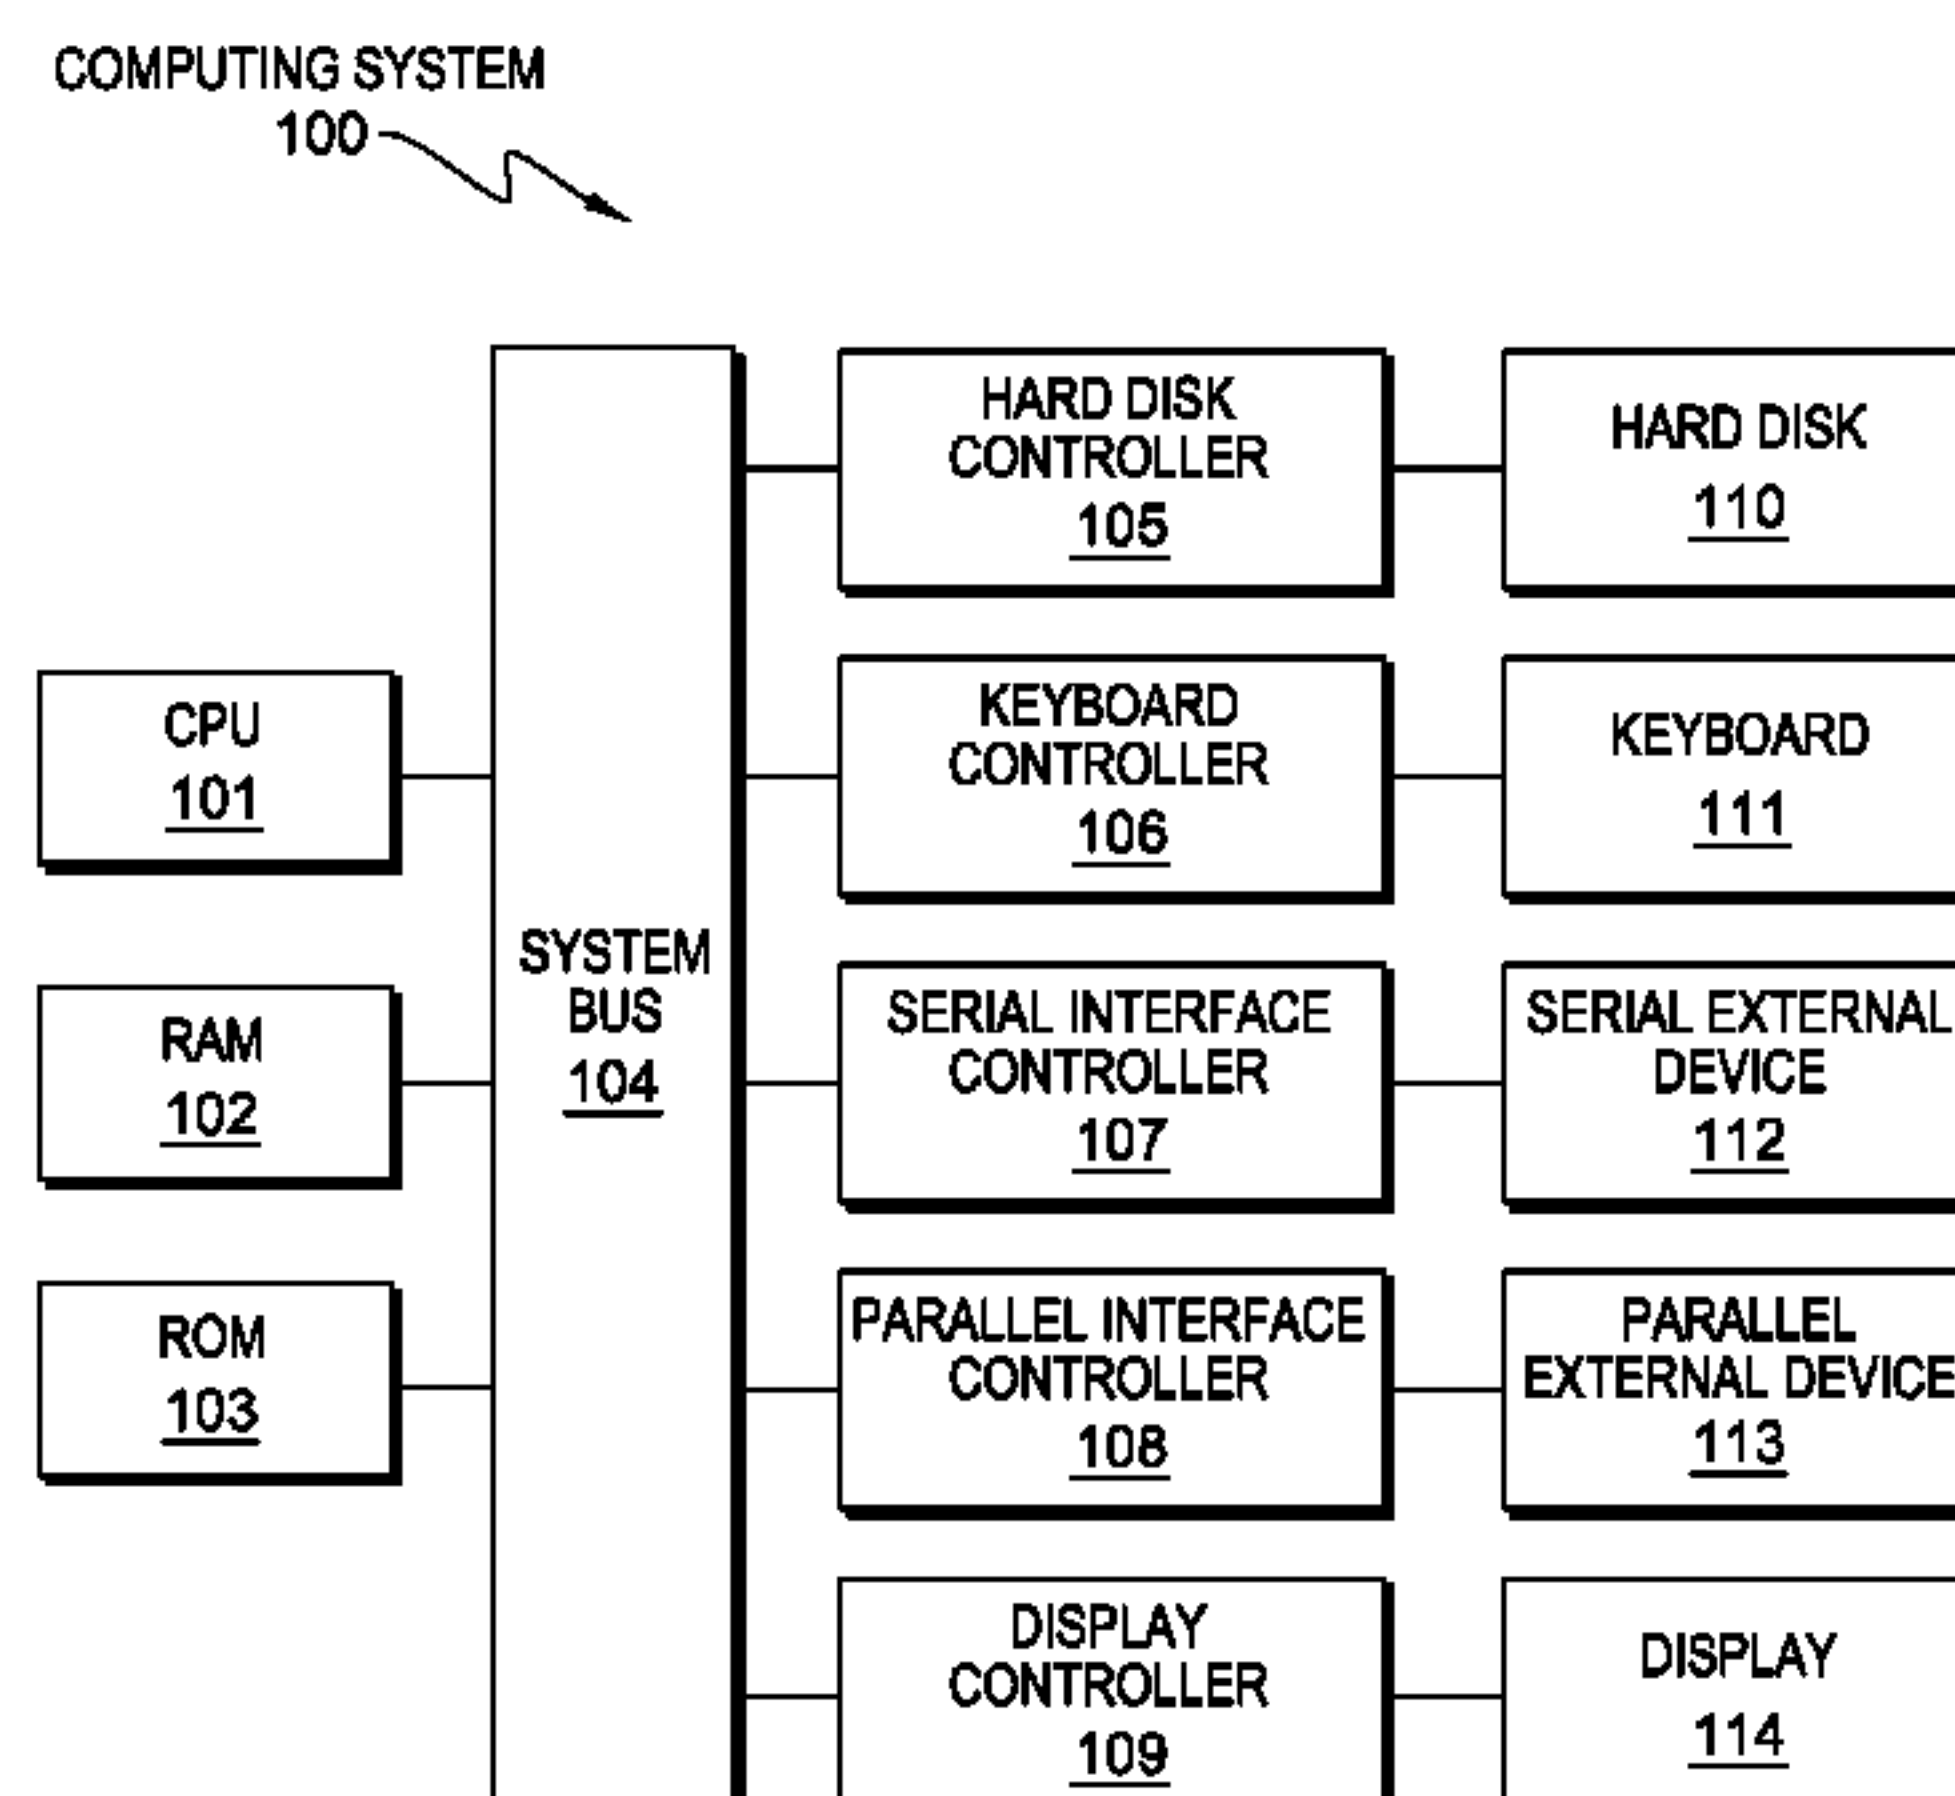 COMPUTING SYSTEM
100
HARD DISK
CONTROLLER
105
HARD DISK
110
CPU
101
KEYBOARD
CONTROLLER
106
KEYBOARD
111
SYSTEM
BUS
104
RAM
102
SERIAL INTERFACE
CONTROLLER
107
SERIAL EXTERNAL
DEVICE
112
ROM
103
PARALLEL INTERFACE
CONTROLLER
108
PARALLEL
EXTERNAL DEVICE
113
DISPLAY
CONTROLLER
109
DISPLAY
114